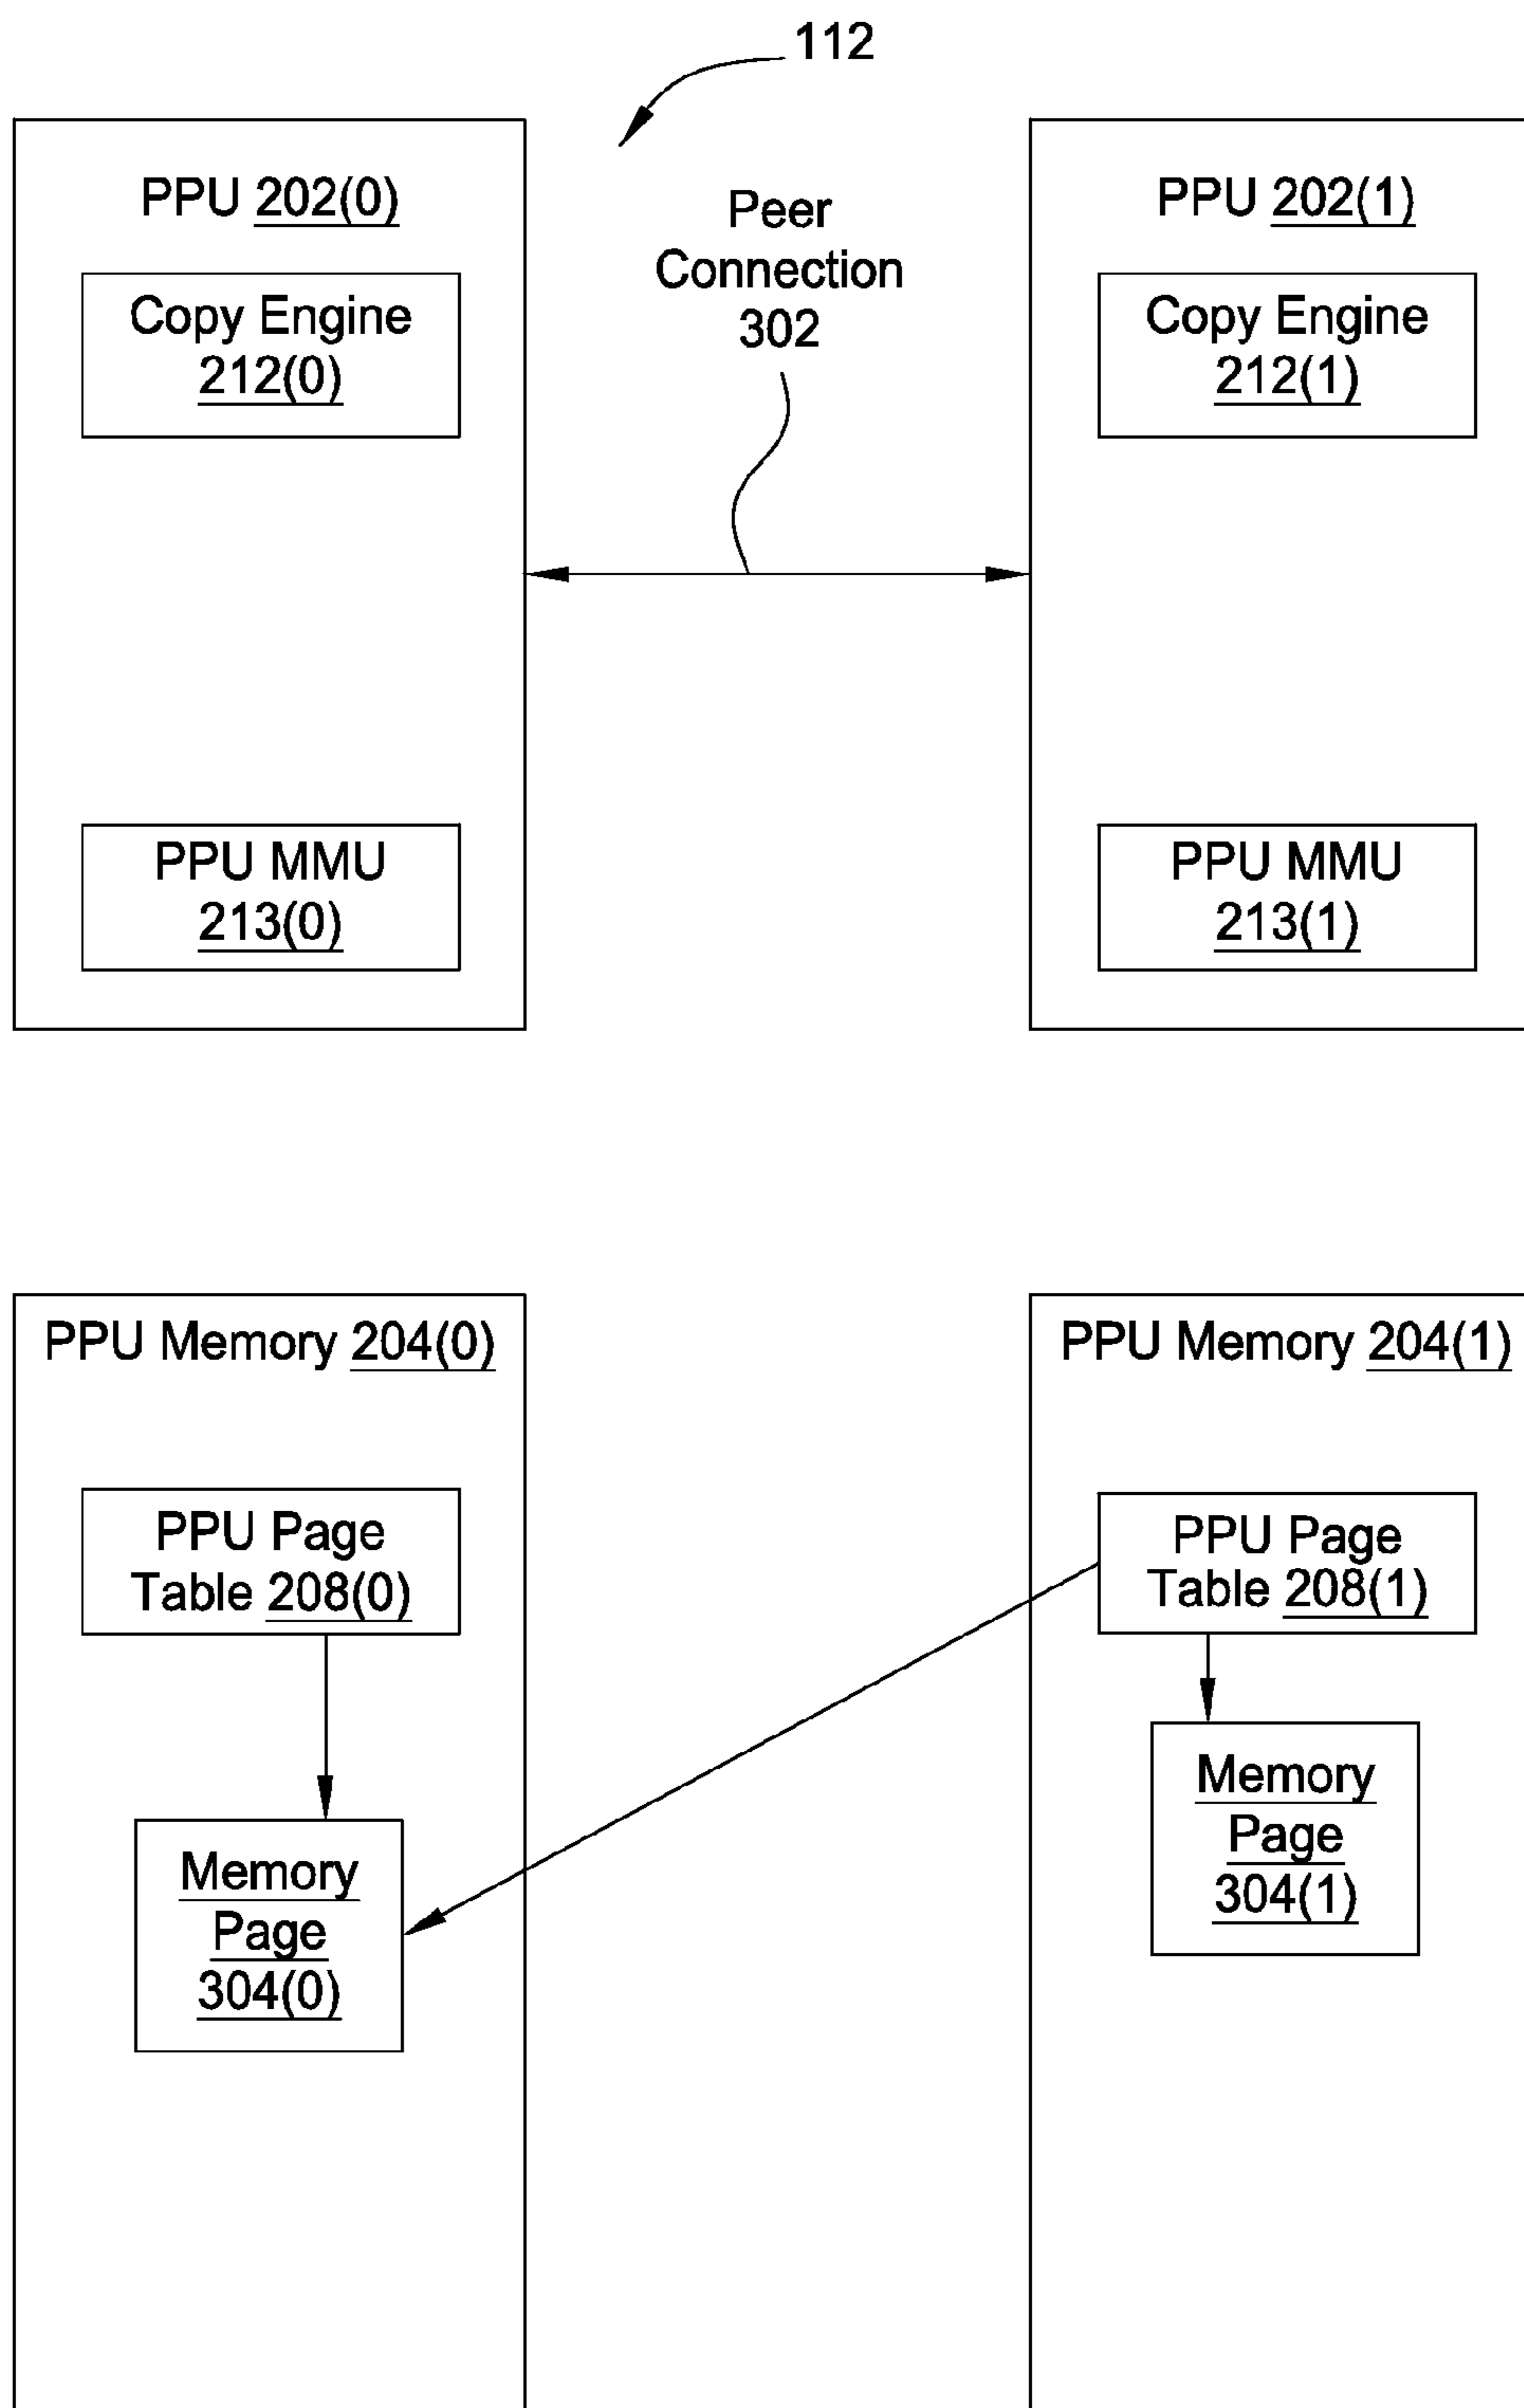 112
PPU 202(0)
Copy Engine
212(0)
PPU MMU
213(0)
Peer
Connection
302
PPU 202(1)
Copy Engine
212(1)
PPU MMU
213(1)
PPU Memory 204(0)
PPU Page
Table 208(0)
Memory
Page
304(0)
PPU Memory 204(1)
PPU Page
Table 208(1)
Memory
Page
304(1)